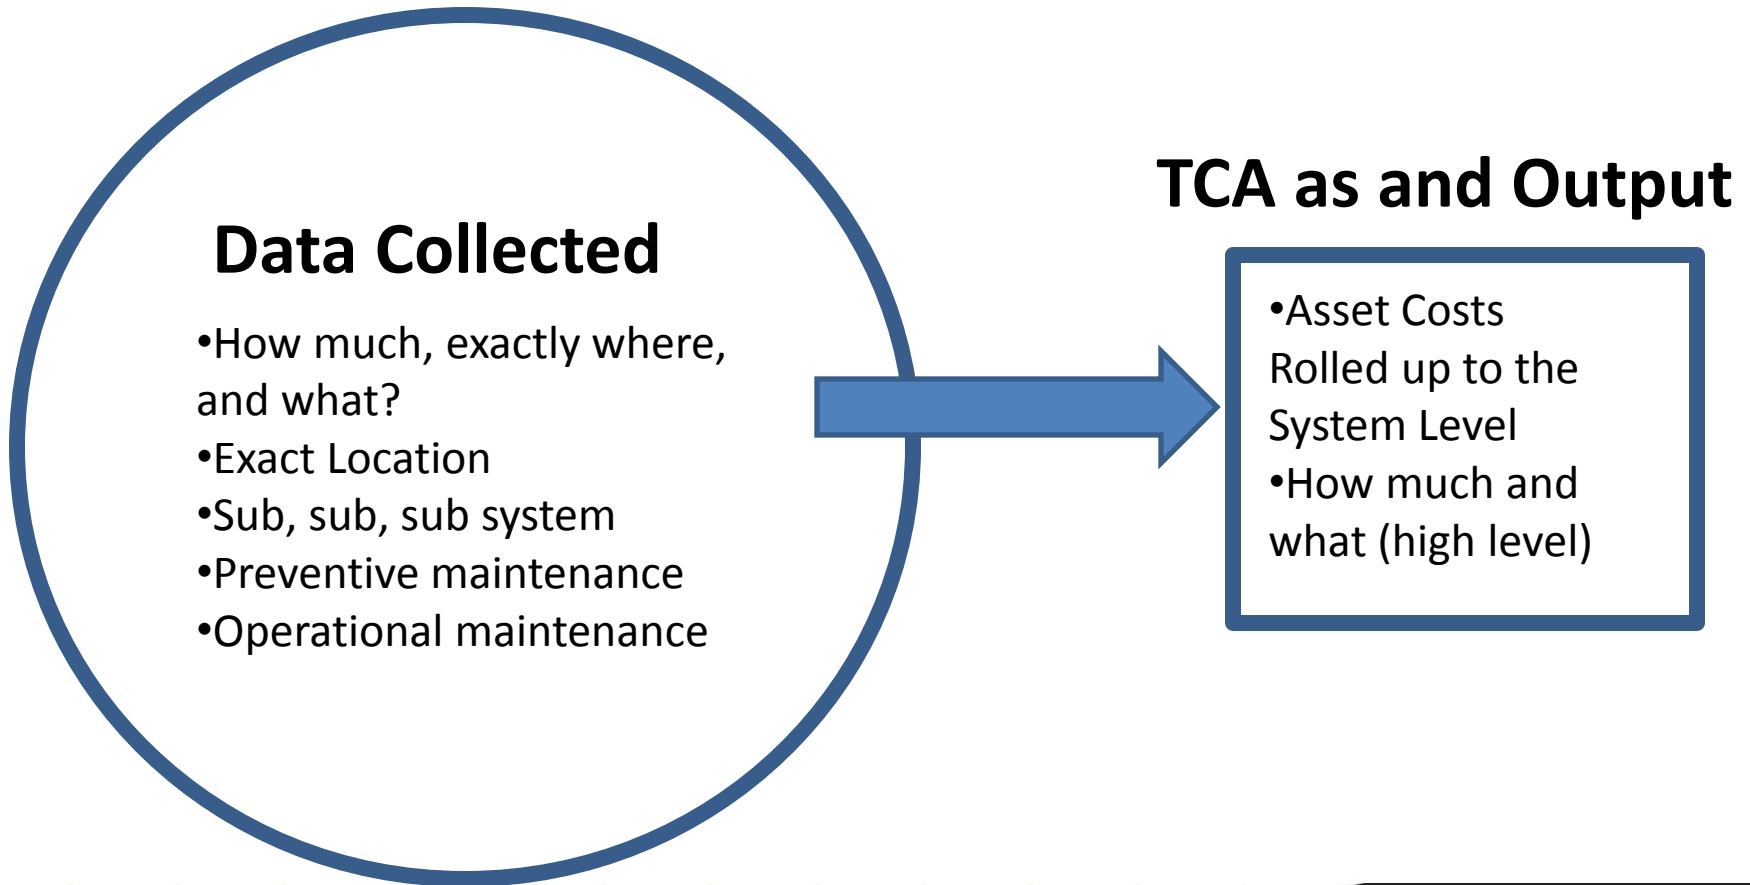 Data Collected
•How much, exactly where,
and what?
•Exact Location
•Sub, sub, sub system
•Preventive maintenance
•Operational maintenance
TCA as and Output
•Asset Costs
Rolled up to the
System Level
•How much and
what (high level)